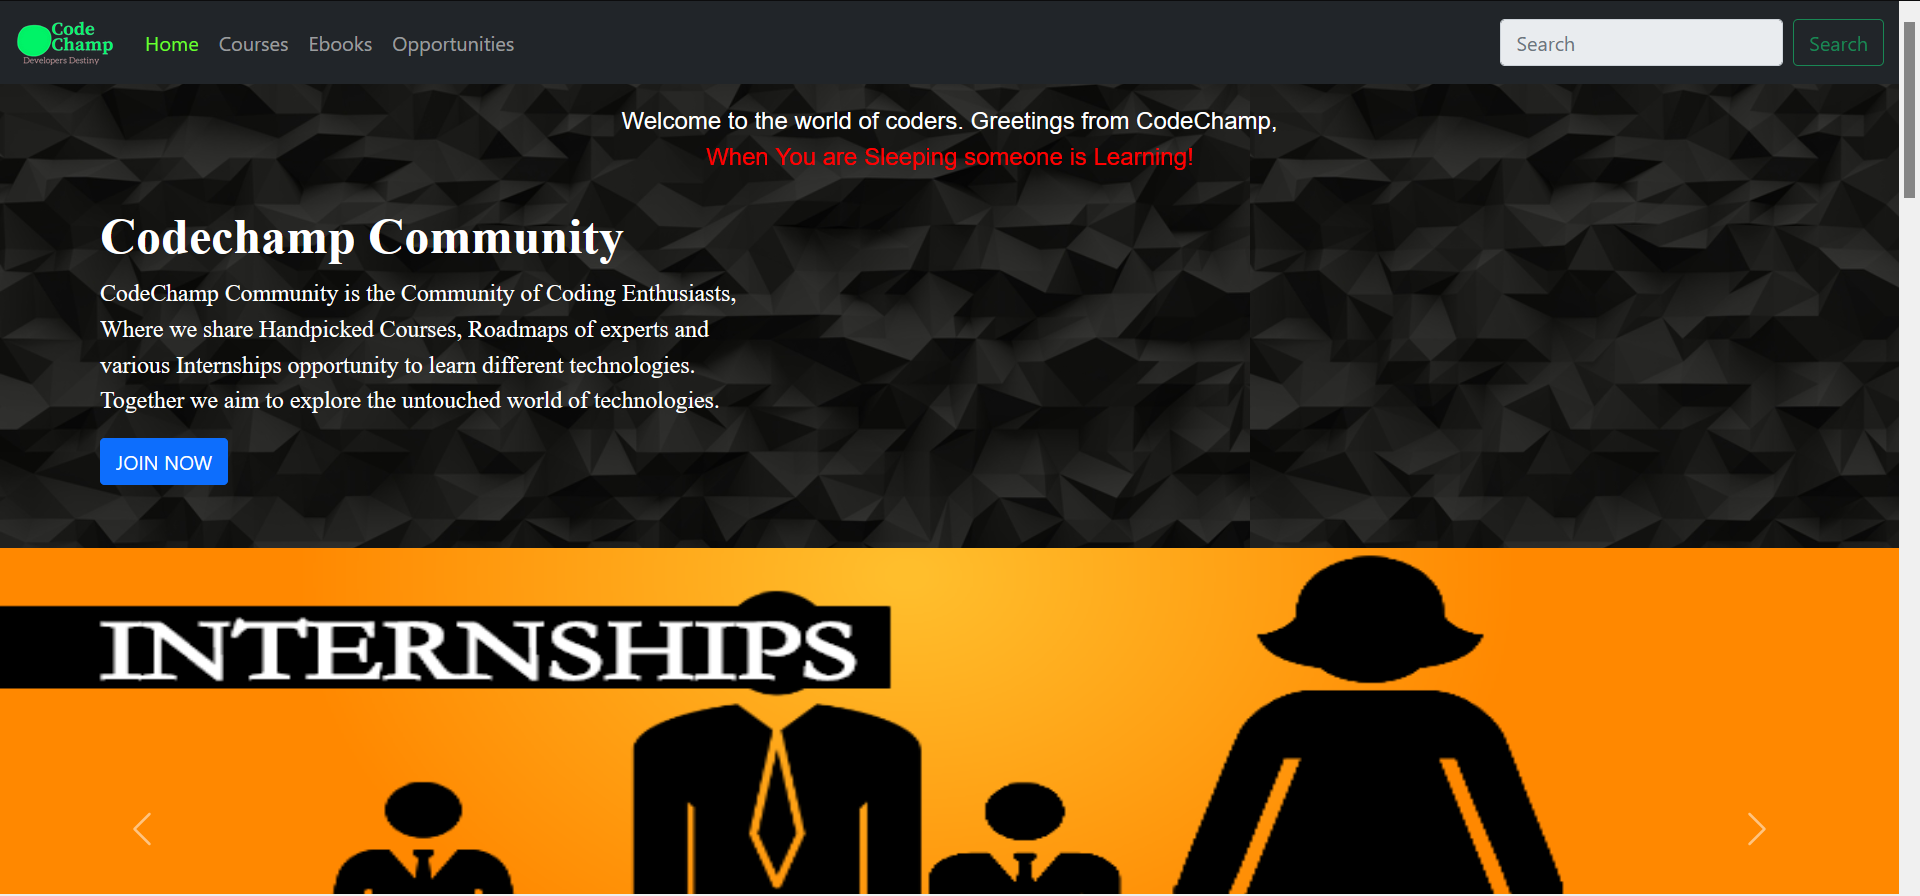 Code
Champ
Developers Destiny
Home Courses Ebooks Opportunities
Search
Search
Welcome to the world of coders. Greetings from CodeChamp,
When You are Sleeping someone is Learning!
Codechamp Community
CodeChamp Community is the Community of Coding Enthusiasts,
Where we share Handpicked Courses, Roadmaps of experts and
various Internships opportunity to learn different technologies.
Together we aim to explore the untouched world of technologies.
JOIN NOW
INTERNSHIPS